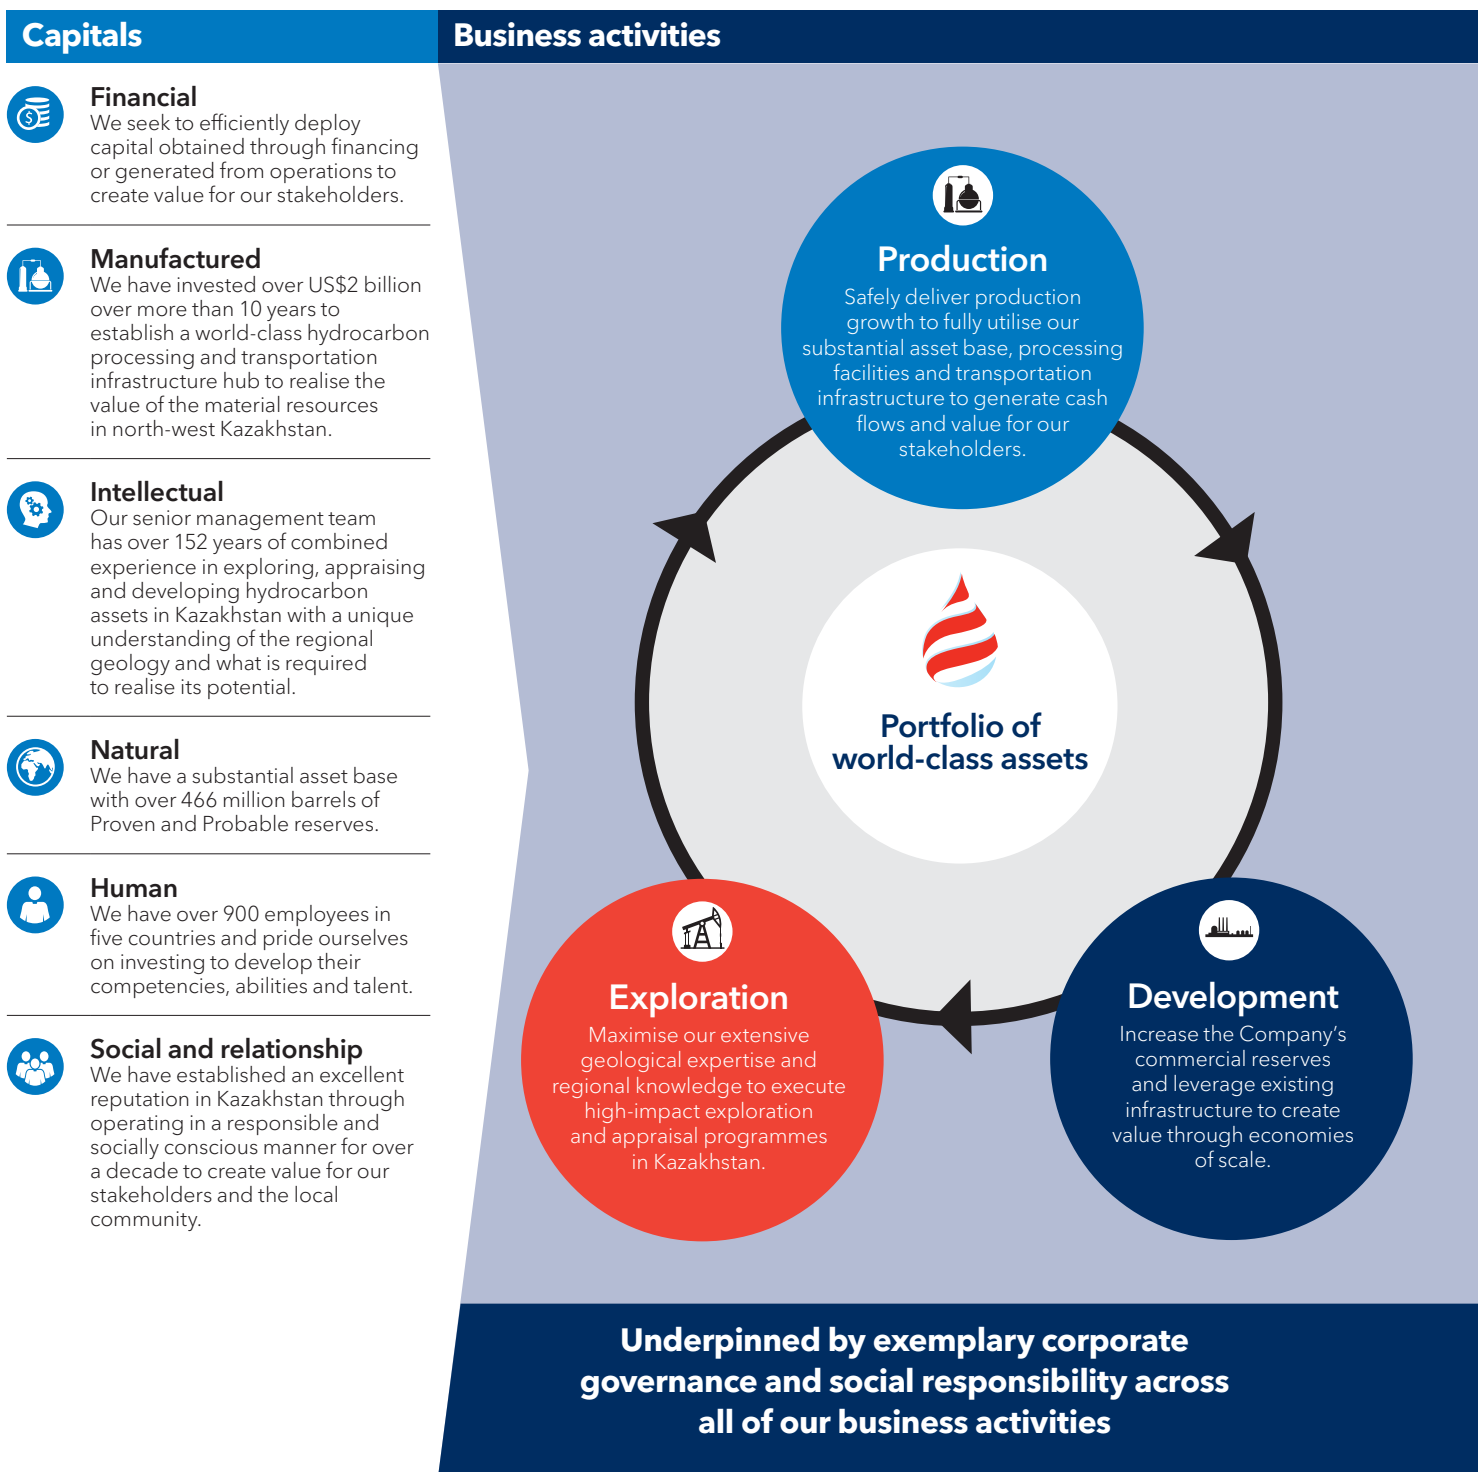 Capitals
Financial
We seek to efficiently deploy
capital obtained through financing
or generated from operations to
create value for our stakeholders.
Manufactured
We have invested over US$2 billion
over more than 10 years to
establish a world-class hydrocarbon
processing and transportation
infrastructure hub to realise the
value of the material resources
in north-west Kazakhstan.
Intellectual
Our senior management team
has over 152 years of combined
experience in exploring, appraising
and developing hydrocarbon
assets in Kazakhstan with a unique
understanding of the regional
geology and what is required
to realise its potential.
Natural
We have a substantial asset base
with over 466 million barrels of
Proven and Probable reserves.
Human
We have over 900 employees in
five countries and pride ourselves
on investing to develop their
competencies, abilities and talent.
Social and relationship
We have established an excellent
reputation in Kazakhstan through
operating in a responsible and
socially conscious manner for over
a decade to create value for our
stakeholders and the local
community.
Business activities
Production
Safely deliver production
growth to fully utilise our
substantial asset base, processing
facilities and transportation
infrastructure to generate cash
flows and value for our
stakeholders.
Portfolio of
world-class assets
Exploration
Maximise our extensive
geological expertise and
regional knowledge to execute
high-impact exploration
and appraisal programmes
in Kazakhstan.
Development
Increase the Company's
commercial reserves
and leverage existing
infrastructure to create
value through economies
of scale.
Underpinned by exemplary corporate
governance and social responsibility across
all of our business activities